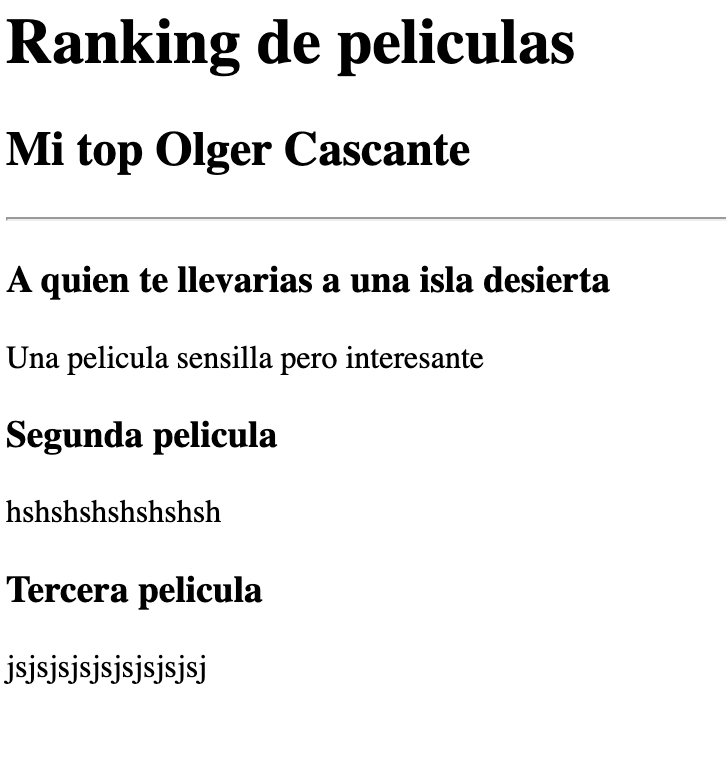 Ranking de peliculas
Mi top Olger Cascante
A quien te llevarias a una isla desierta
Una pelicula sensilla pero interesante
Segunda pelicula
hshshshshshshsh
Tercera pelicula
jsjsjsjsjsjsjsjsjsj